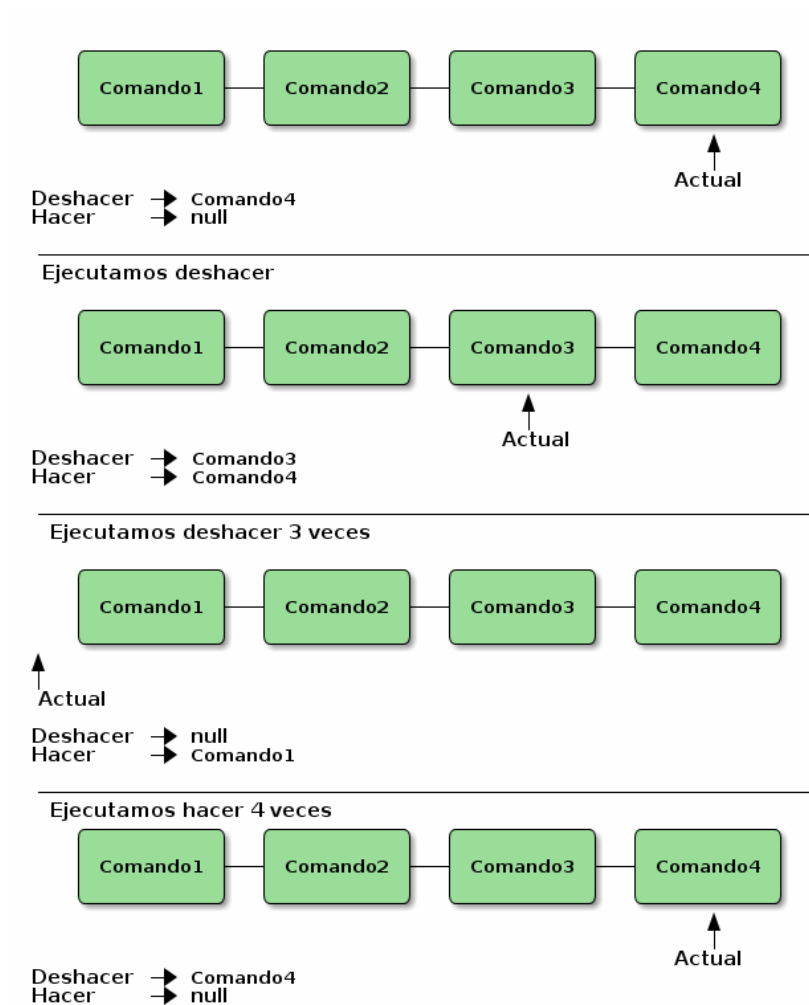 Comando1 Comando2 Comando3 Comando4
Actual
Deshacer Comando4
Hacer null
Ejecutamos deshacer
Comando1 Comando2 Comando3 Comando4
Actual
Deshacer Comando3
Hacer Comando4
Ejecutamos deshacer 3 veces
Comando1 Comando2 Comando3 Comando4
Actual
Deshacer null
Hacer Comando1
Ejecutamos hacer 4 veces
Comando1 Comando2 Comando3 Comando4
Actual
Deshacer Comando4
Hacer null